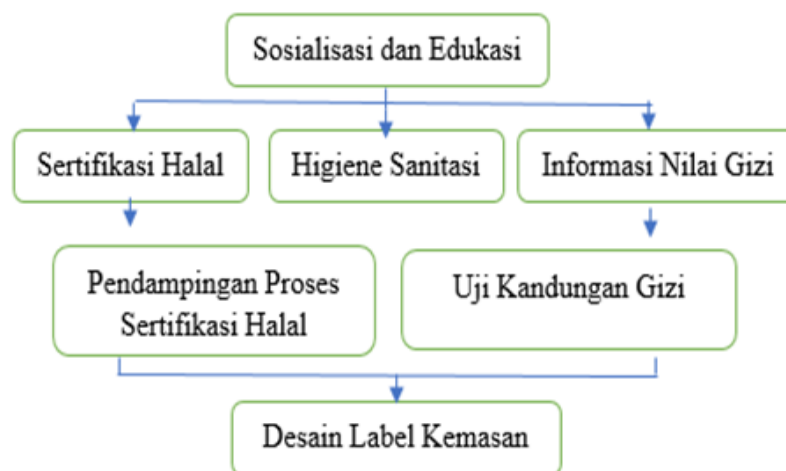 Sosialisasi dan Edukasi
Sertifikasi Halal
Higiene Sanitasi
Informasi Nilai Gizi
Pendampingan Proses
Sertifikasi Halal
Uji Kandungan Gizi
Desain Label Kemasan